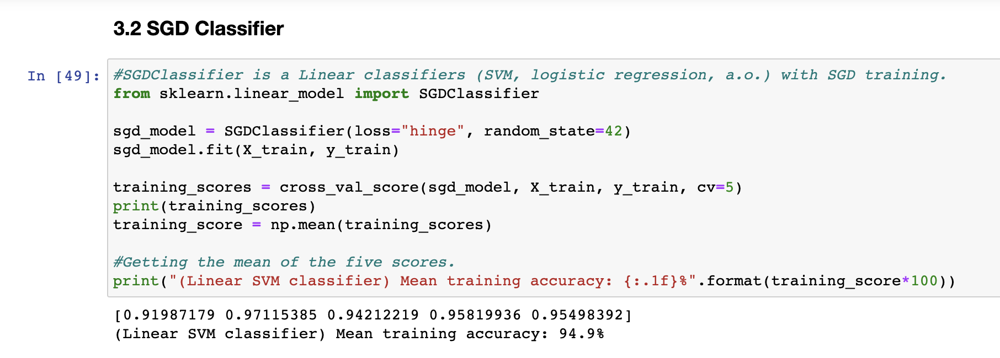 3.2 SGD Classifier
In [49]:
#SGDClassifier is a Linear classifiers (SVM, logistic regression, a.o.) with SGD training.
from sklearn.linear_model import SGDClassifier
sgd_model = SGDClassifier(loss="hinge", random_state=42)
sgd_model.fit(X_train, y_train)
training_scores = cross_val_score(sgd_model, X_train, y_train, cv=5)
print(training_scores)
training_score = np.mean(training_scores)
#Getting the mean of the five scores.
print("(Linear SVM classifier) Mean training accuracy: {:.1f}%".format(training_score*100))
[0.91987179 0.97115385 0.94212219 0.95819936 0.95498392]
(Linear SVM classifier) Mean training accuracy: 94.9%